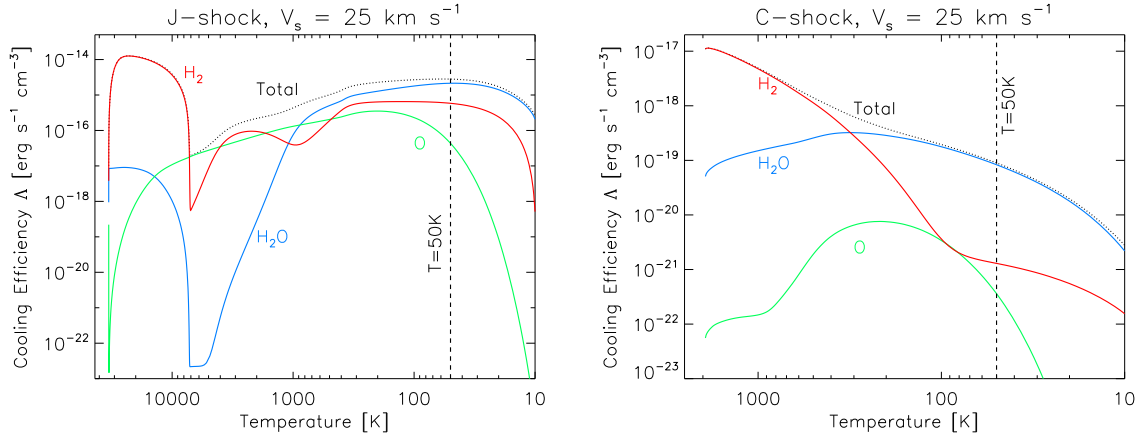 J-shock, Vₛ = 25 km s⁻¹
Cooling Efficiency Λ [erg s⁻¹ cm⁻³]
10⁻¹⁴
10⁻¹⁶
10⁻¹⁸
10⁻²⁰
10⁻²²
H₂
Total
O
H₂O
T=50K
10000
1000
100
10
Temperature [K]
C-shock, Vₛ = 25 km s⁻¹
Cooling Efficiency Λ [erg s⁻¹ cm⁻³]
10⁻¹⁷
10⁻¹⁸
10⁻¹⁹
10⁻²⁰
10⁻²¹
10⁻²²
10⁻²³
H₂
Total
H₂O
O
T=50K
1000
100
10
Temperature [K]